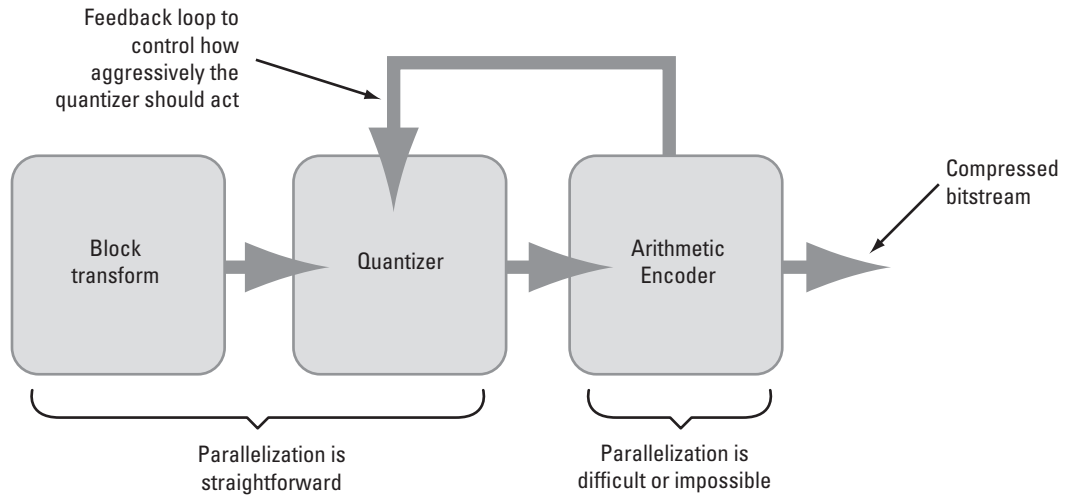 Feedback loop to
control how
aggressively the
quantizer should act
Compressed
bitstream
Block
transform
Quantizer
Arithmetic
Encoder
Parallelization is
straightforward
Parallelization is
difficult or impossible